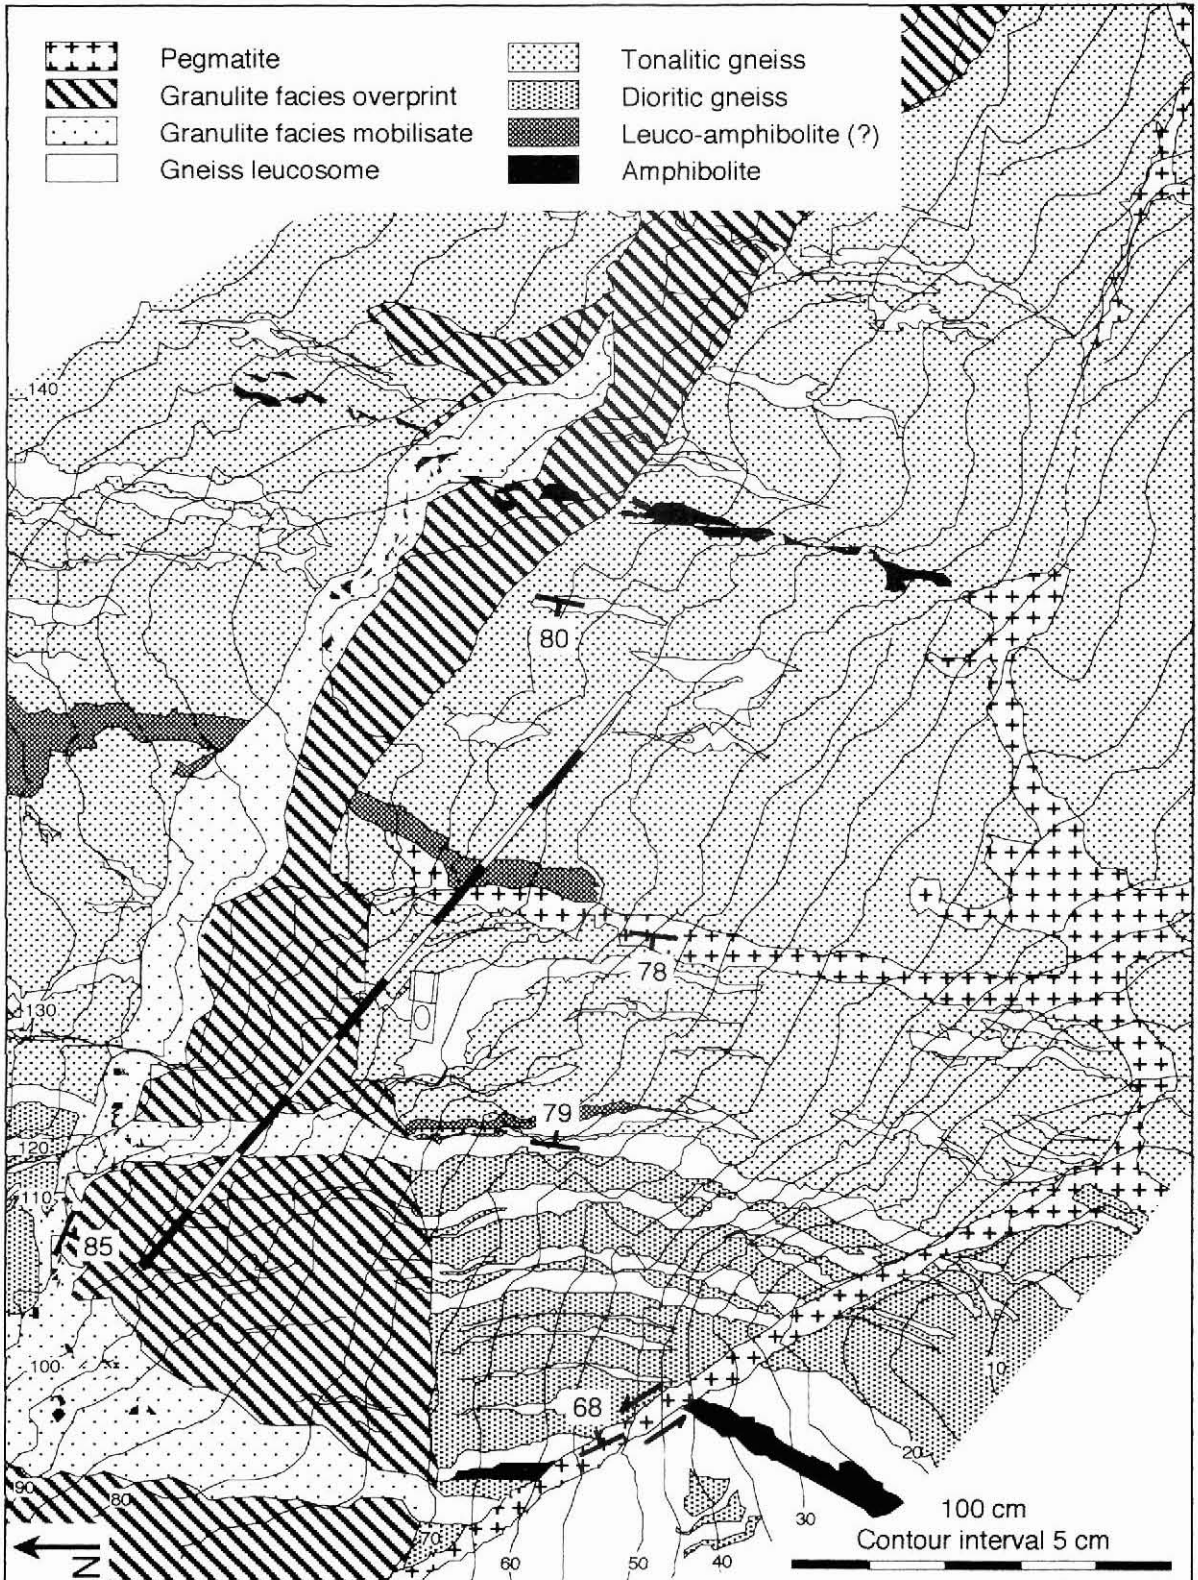 Pegmatite
Granulite facies overprint
Granulite facies mobilisate
Gneiss leucosome
Tonalitic gneiss
Dioritic gneiss
Leuco-amphibolite (?)
Amphibolite
140
80
78
130
79
120
110
85
100
68
10
20
90
80
70
60
50
40
30
100 cm
Contour interval 5 cm
N